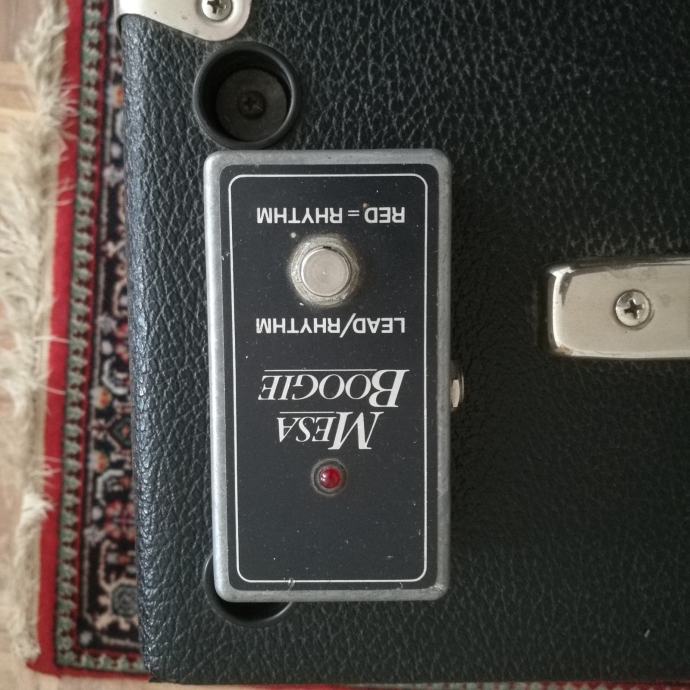 MESA
BOOGIE
LEAD/RHYTHM
RED = RHYTHM